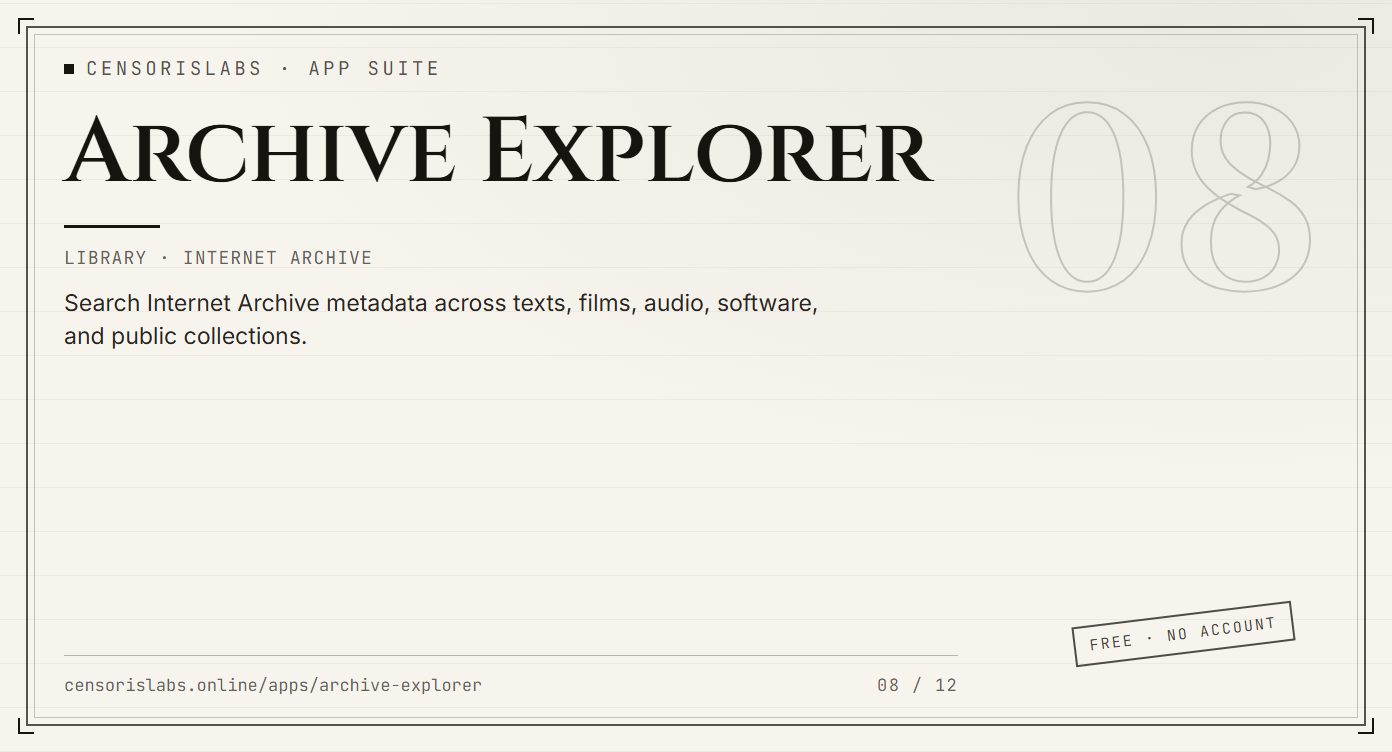 CENSORISLABS · APP SUITE
ARCHIVE EXPLORER
08
LIBRARY · INTERNET ARCHIVE
Search Internet Archive metadata across texts, films, audio, software,
and public collections.
FREE · NO ACCOUNT
censorislabs.online/apps/archive-explorer
08 / 12